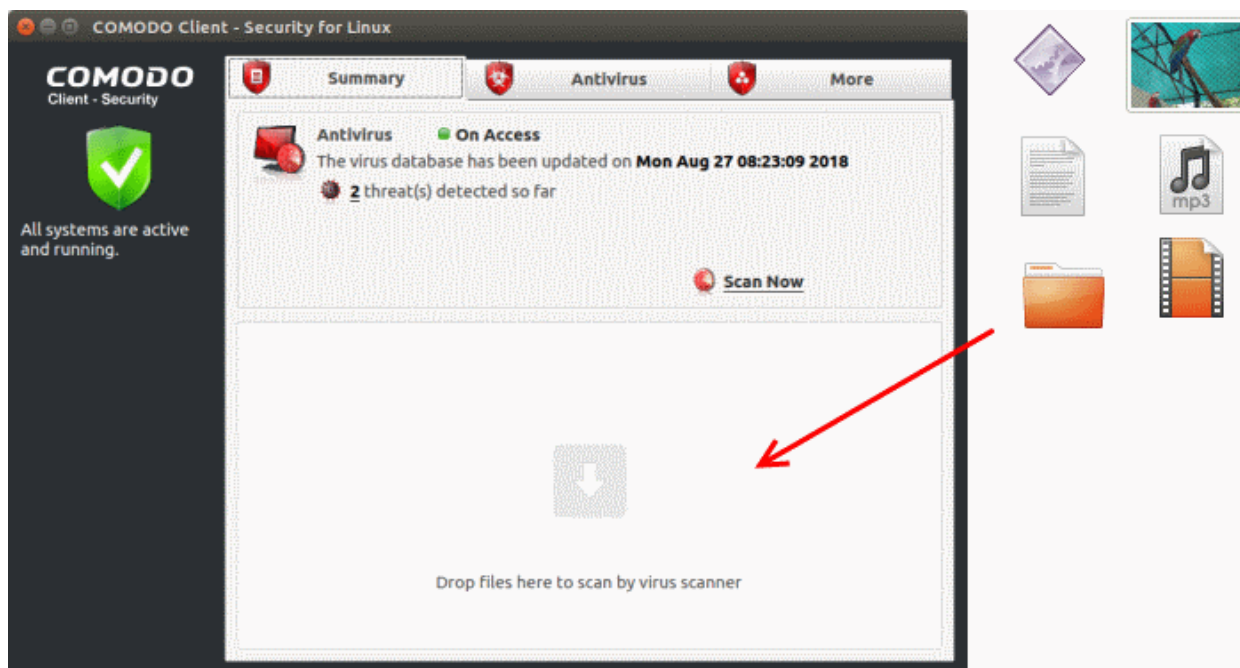 COMODO Client - Security for Linux
COMODO
Client - Security
Summary
Antivirus
More
Antivirus On Access
The virus database has been updated on Mon Aug 27 08:23:09 2018
2 threat(s) detected so far
All systems are active
and running.
Scan Now
Drop files here to scan by virus scanner
mp3